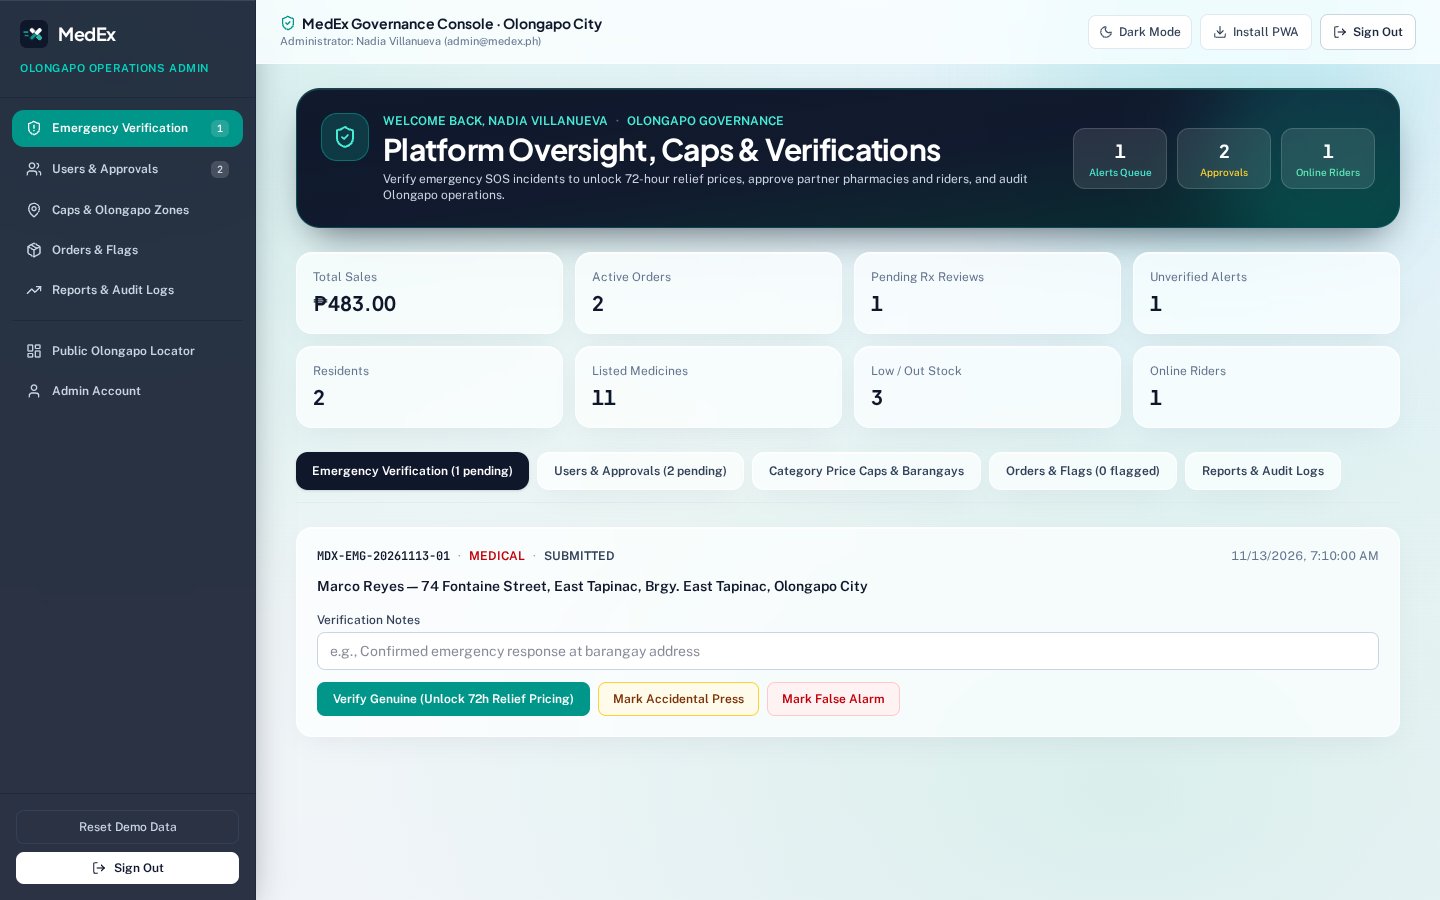 MedEx
OLONGAPO OPERATIONS ADMIN
Emergency Verification 1
Users & Approvals 2
Caps & Olongapo Zones
Orders & Flags
Reports & Audit Logs
Public Olongapo Locator
Admin Account
Reset Demo Data
Sign Out
MedEx Governance Console · Olongapo City
Administrator: Nadia Villanueva (admin@medex.ph)
Dark Mode
Install PWA
Sign Out
WELCOME BACK, NADIA VILLANUEVA · OLONGAPO GOVERNANCE
Platform Oversight, Caps & Verifications
Verify emergency SOS incidents to unlock 72-hour relief prices, approve partner pharmacies and riders, and audit
Olongapo operations.
1
Alerts Queue
2
Approvals
1
Online Riders
Total Sales
₱483.00
Active Orders
2
Pending Rx Reviews
1
Unverified Alerts
1
Residents
2
Listed Medicines
11
Low / Out Stock
3
Online Riders
1
Emergency Verification (1 pending)
Users & Approvals (2 pending)
Category Price Caps & Barangays
Orders & Flags (0 flagged)
Reports & Audit Logs
MDX-EMG-20261113-01 · MEDICAL · SUBMITTED
11/13/2026, 7:10:00 AM
Marco Reyes — 74 Fontaine Street, East Tapinac, Brgy. East Tapinac, Olongapo City
Verification Notes
e.g., Confirmed emergency response at barangay address
Verify Genuine (Unlock 72h Relief Pricing)
Mark Accidental Press
Mark False Alarm